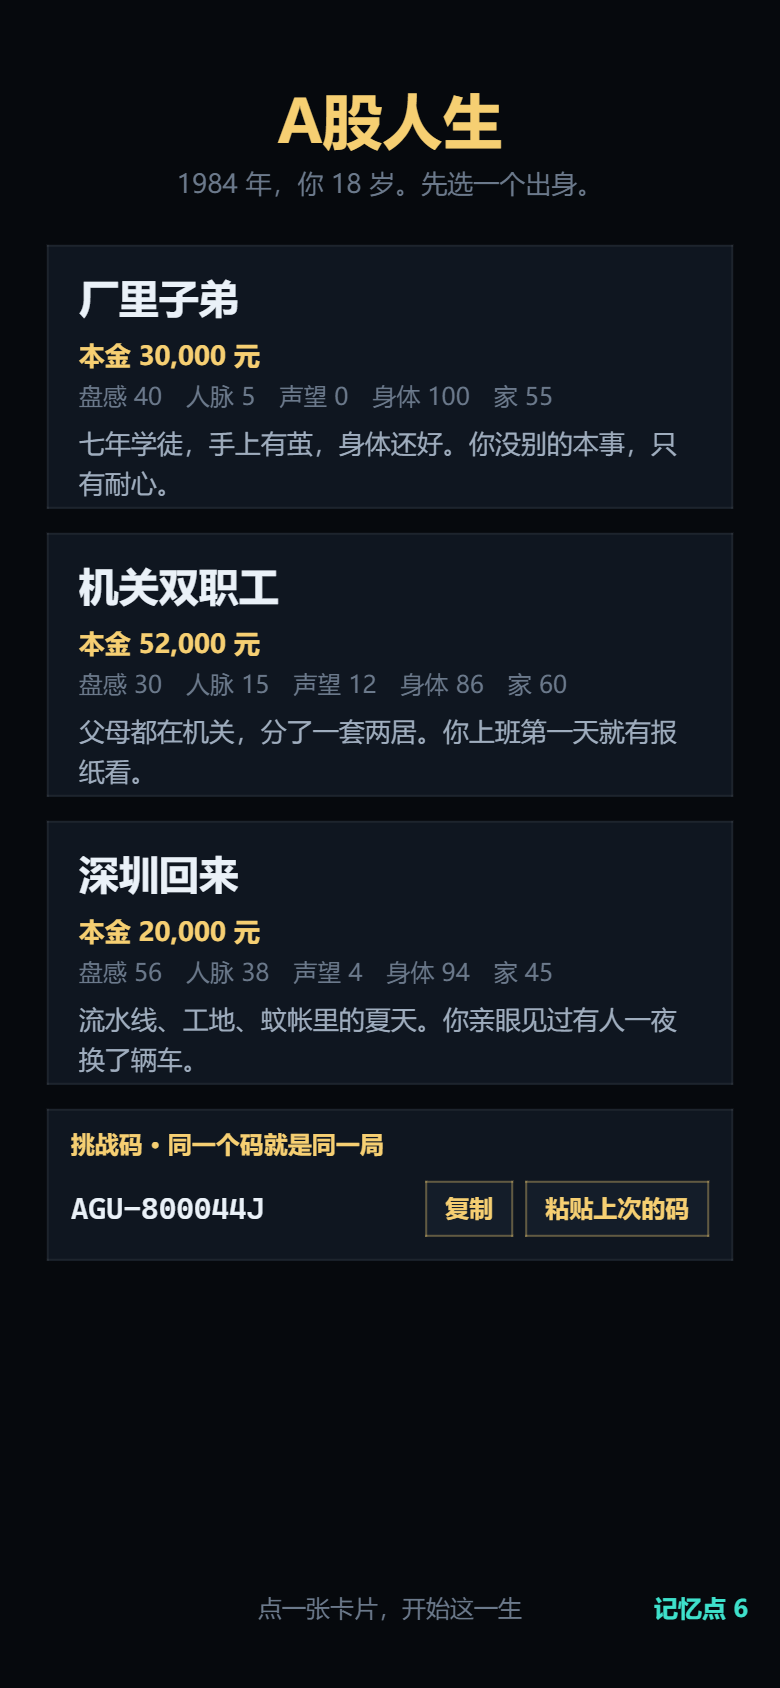 A股人生
1984 年，你 18 岁。先选一个出身。
厂里子弟
本金 30,000 元
盘感 40 人脉 5 声望 0 身体 100 家 55
七年学徒，手上有茧，身体还好。你没别的本事，只
有耐心。
机关双职工
本金 52,000 元
盘感 30 人脉 15 声望 12 身体 86 家 60
父母都在机关，分了一套两居。你上班第一天就有报
纸看。
深圳回来
本金 20,000 元
盘感 56 人脉 38 声望 4 身体 94 家 45
流水线、工地、蚊帐里的夏天。你亲眼见过有人一夜
换了辆车。
挑战码·同一个码就是同一局
AGU-800044J 复制 粘贴上次的码
点一张卡片，开始这一生 记忆点 6